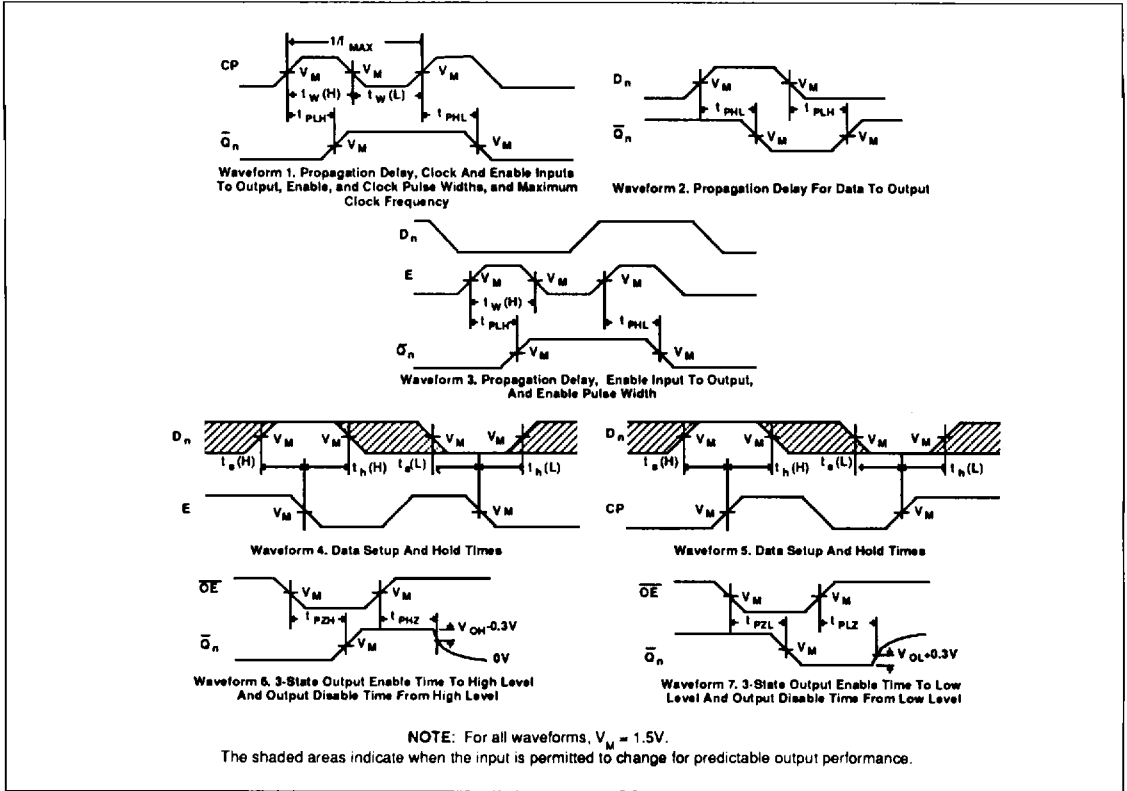 1/f MAX
CP
V M V M V M
t W (H) t W (L)
t PLH t PHL
Q̅ n
V M V M
Waveform 1. Propagation Delay, Clock And Enable Inputs
To Output, Enable, and Clock Pulse Widths, and Maximum
Clock Frequency
D n
V M V M
t PHL t PLH
Q̅ n
V M V M
Waveform 2. Propagation Delay For Data To Output
D n
E
V M V M V M
t W (H)
t PLH t PHL
Q̅ n
V M V M
Waveform 3. Propagation Delay, Enable Input To Output,
And Enable Pulse Width
D n
V M V M V M V M
t s (H) t h (H) t s (L) t h (L)
E
V M V M
Waveform 4. Data Setup And Hold Times
D n
V M V M V M V M
t s (H) t h (H) t s (L) t h (L)
CP
V M V M
Waveform 5. Data Setup And Hold Times
O̅E̅
V M V M
t PZH t PHZ
V OH -0.3V
Q̅ n
V M
0V
Waveform 6. 3-State Output Enable Time To High Level
And Output Disable Time From High Level
O̅E̅
V M V M
t PZL t PLZ
Q̅ n
V M
V OL +0.3V
Waveform 7. 3-State Output Enable Time To Low
Level And Output Disable Time From Low Level
NOTE: For all waveforms, V M = 1.5V.
The shaded areas indicate when the input is permitted to change for predictable output performance.